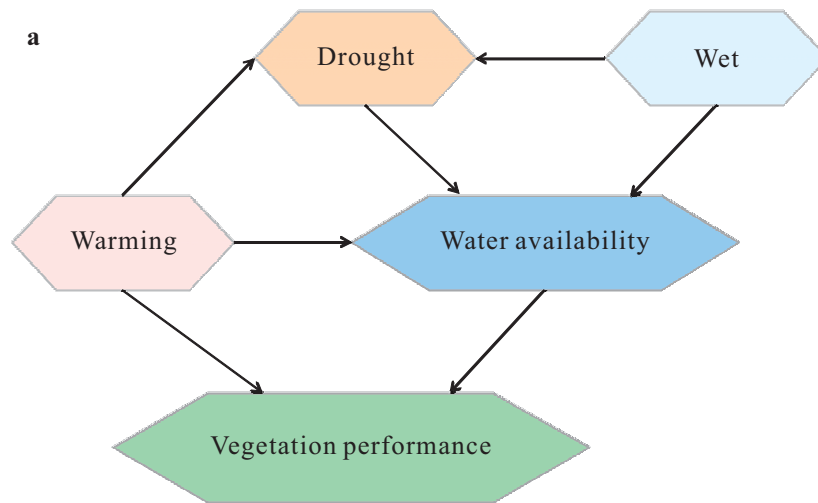 a
Drought
Wet
Warming
Water availability
Vegetation performance